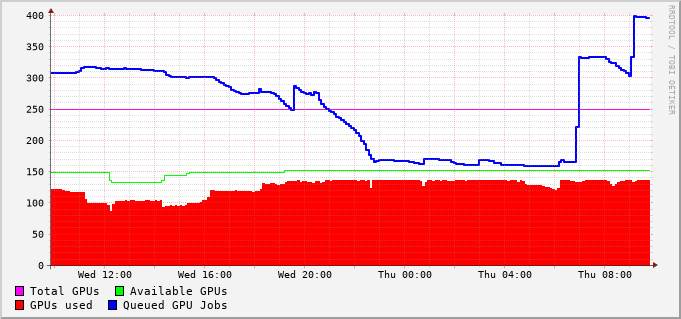 400
350
300
250
200
150
100
50
0
Wed 12:00 Wed 16:00 Wed 20:00 Thu 00:00 Thu 04:00 Thu 08:00
Total GPUs Available GPUs
GPUs used Queued GPU Jobs
RRDTOOL / TOBI OETIKER